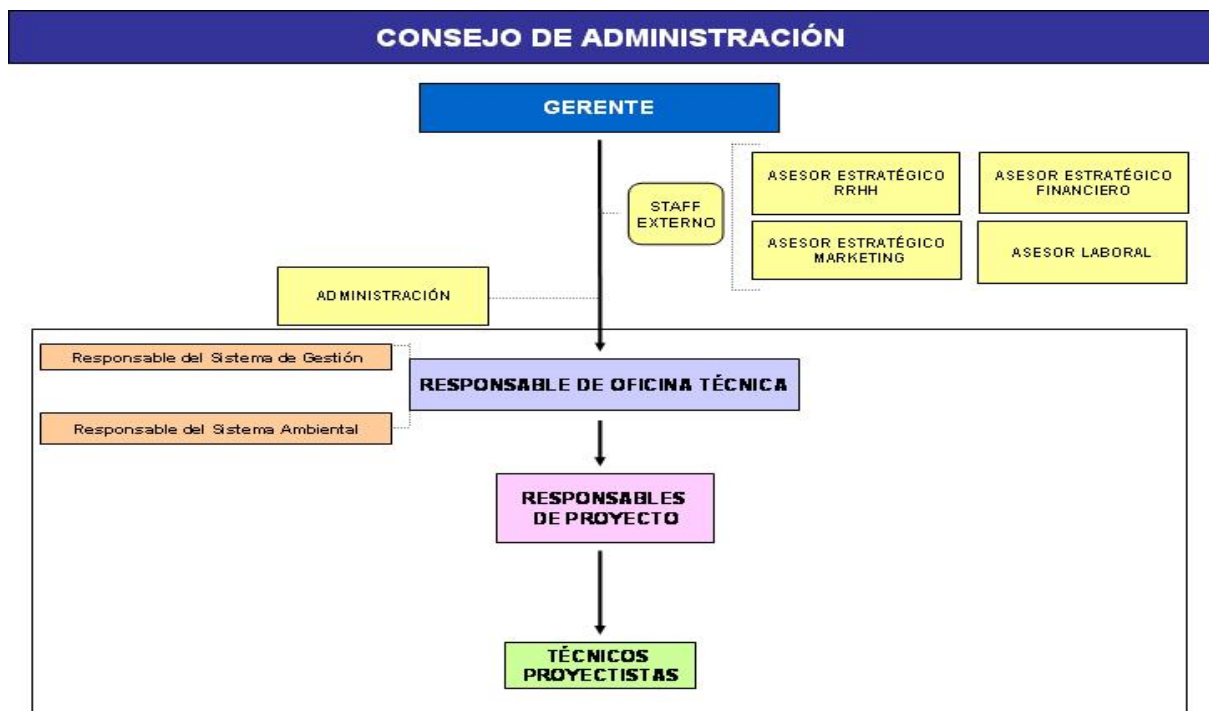 CONSEJO DE ADMINISTRACIÓN
GERENTE
STAFF
EXTERNO
ASESOR ESTRATÉGICO
RRHH
ASESOR ESTRATÉGICO
FINANCIERO
ASESOR ESTRATÉGICO
MARKETING
ASESOR LABORAL
ADMINISTRACIÓN
Responsable del Sistema de Gestión
RESPONSABLE DE OFICINA TÉCNICA
Responsable del Sistema Ambiental
RESPONSABLES
DE PROYECTO
TÉCNICOS
PROYECTISTAS